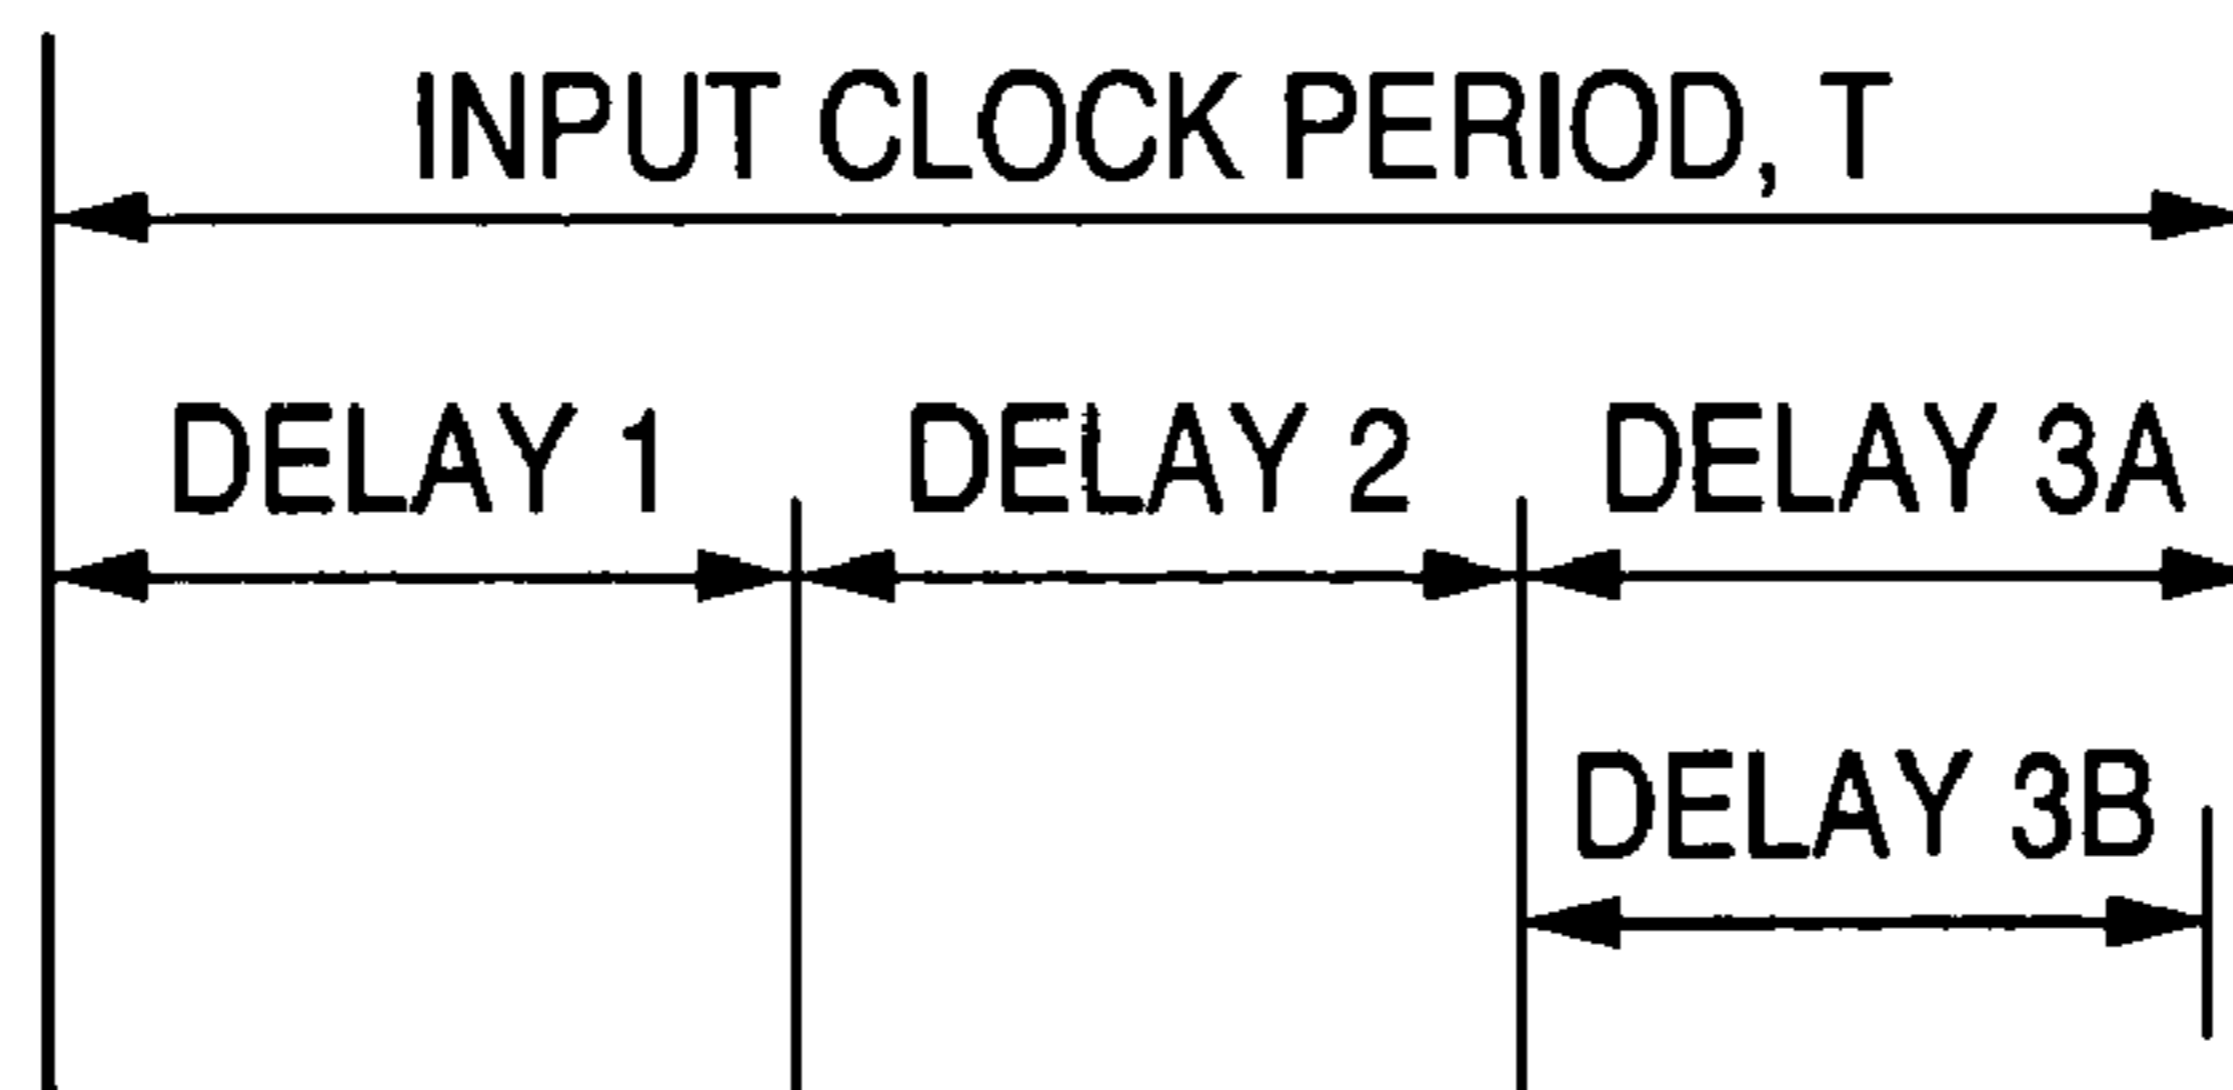 INPUT CLOCK PERIOD, T
DELAY 1 DELAY 2 DELAY 3A
DELAY 3B